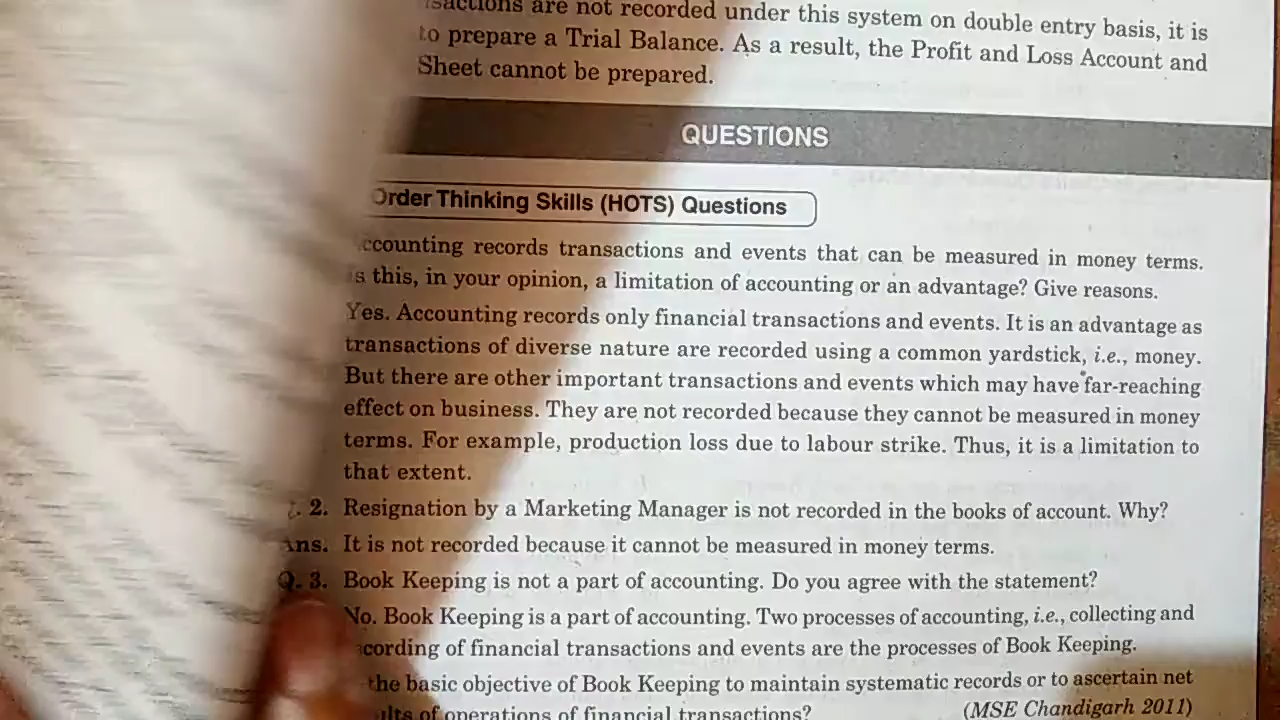 are not recorded under this system on double entry basis, it is
to prepare a Trial Balance. As a result, the Profit and Loss Account and
Sheet cannot be prepared.
QUESTIONS
Order Thinking Skills (HOTS) Questions
ccounting records transactions and events that can be measured in money terms.
s this, in your opinion, a limitation of accounting or an advantage? Give reasons.
Yes. Accounting records only financial transactions and events. It is an advantage as
transactions of diverse nature are recorded using a common yardstick, i.e., money.
But there are other important transactions and events which may have far-reaching
effect on business. They are not recorded because they cannot be measured in money
terms. For example, production loss due to labour strike. Thus, it is a limitation to
that extent.
2. Resignation by a Marketing Manager is not recorded in the books of account. Why?
Ans. It is not recorded because it cannot be measured in money terms.
Q. 3. Book Keeping is not a part of accounting. Do you agree with the statement?
No. Book Keeping is a part of accounting. Two processes of accounting, i.e., collecting and
cording of financial transactions and events are the processes of Book Keeping.
the basic objective of Book Keeping to maintain systematic records or to ascertain net
of operations of financial transactions? (MSE Chandigarh 2011)